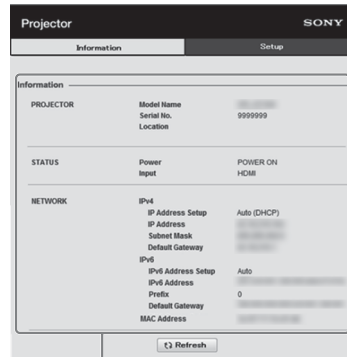 Projector SONY
Information Setup
Information
PROJECTOR Model Name
Serial No. 9999999
Location
STATUS Power POWER ON
Input HDMI
NETWORK IPv4
IP Address Setup Auto (DHCP)
IP Address
Subnet Mask
Default Gateway
IPv6
IPv6 Address Setup Auto
IPv6 Address
Prefix 0
Default Gateway
MAC Address
Refresh